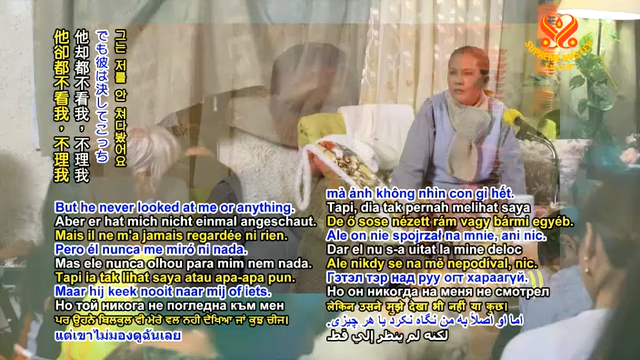 他卻都不看我，不理我
他却都不看我，不理我
でも彼は決してこっち
그는 저를 안 쳐다봤어요
But he never looked at me or anything.
Aber er hat mich nicht einmal angeschaut.
Mais il ne m'a jamais regardée ni rien.
Pero él nunca me miró ni nada.
Mas ele nunca olhou para mim nem nada.
Tapi ia tak lihat saya atau apa-apa pun.
Maar hij keek nooit naar mij of iets.
Но той никога не погледна към мен
ਪਰ ਉਹਨੇ ਬਿਲਕੁਲ ਵੀ ਮੇਰੇ ਵਲ ਨਹੀ ਦੇਖਿਆ ਜਾਂ ਕੁਝ ਚੀਜ।
แต่เขาไม่มองดูฉันเลย
mà ảnh không nhìn con gì hết.
Tapi, dia tak pernah melihat saya
De ő sose nézett rám vagy bármi egyéb.
Ale on nie spojrzał na mnie, ani nic.
Dar el nu s-a uitat la mine deloc
Ale nikdy se na mě nepodíval, nic.
Гэтэл тэр над руу огт хараагүй.
Но он никогда на меня не смотрел
लेकिन उसने मुझे देखा भी नहीं या कुछ।
اما او اصلاً به من نگاه نکرد یا هر چیزی.
لكنه لم ينظر إلي قط.
SUPREME MASTER